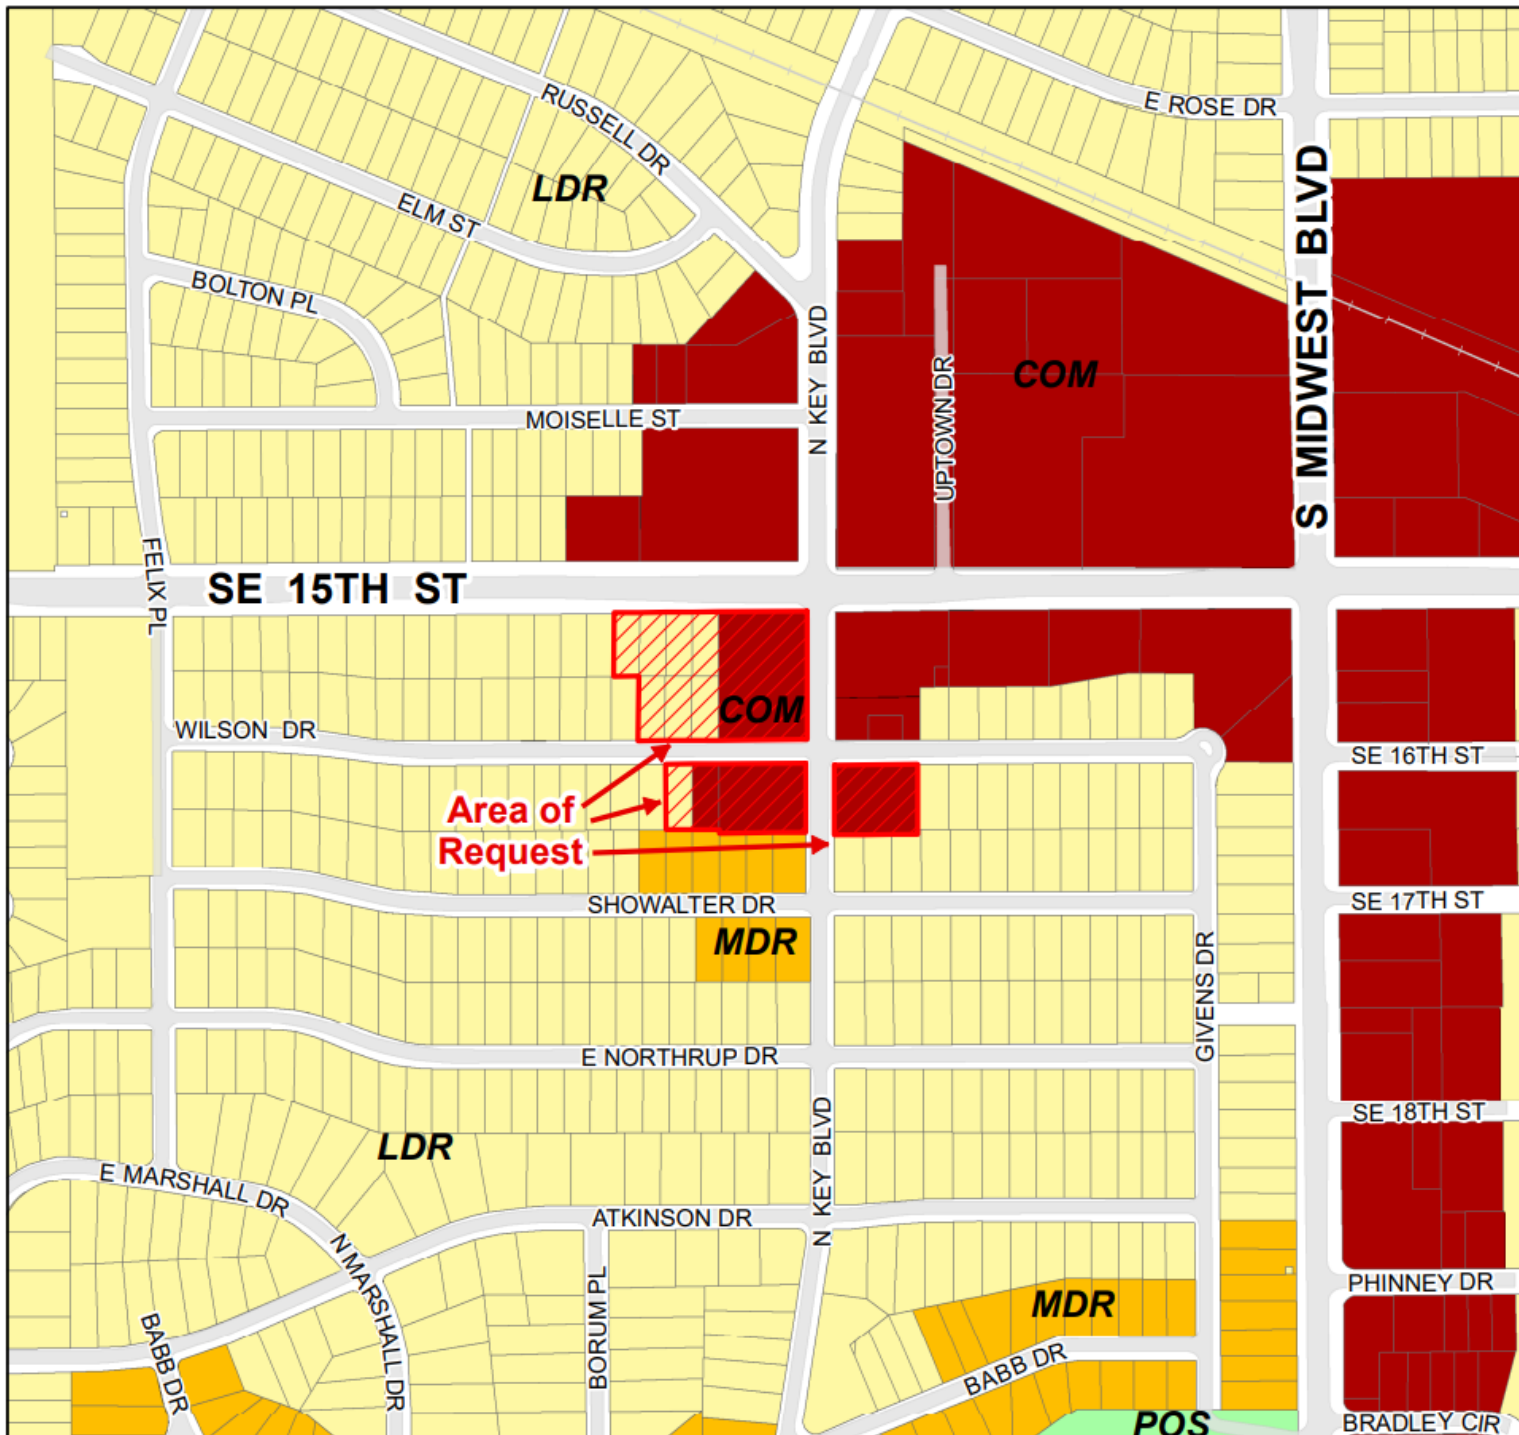 E ROSE DR
RUSSELL DR
LDR
ELM ST
S MIDWEST BLVD
BOLTON PL
N KEY BLVD
UPTOWN DR
COM
MOISELLE ST
FELIX PL
SE 15TH ST
COM
WILSON DR
SE 16TH ST
Area of
Request
SHOWALTER DR
SE 17TH ST
MDR
GIVENS DR
E NORTHRUP DR
N KEY BLVD
SE 18TH ST
LDR
E MARSHALL DR
ATKINSON DR
N MARSHALL DR
BORUM PL
PHINNEY DR
MDR
BABB DR
BABB DR
POS
BRADLEY CIR